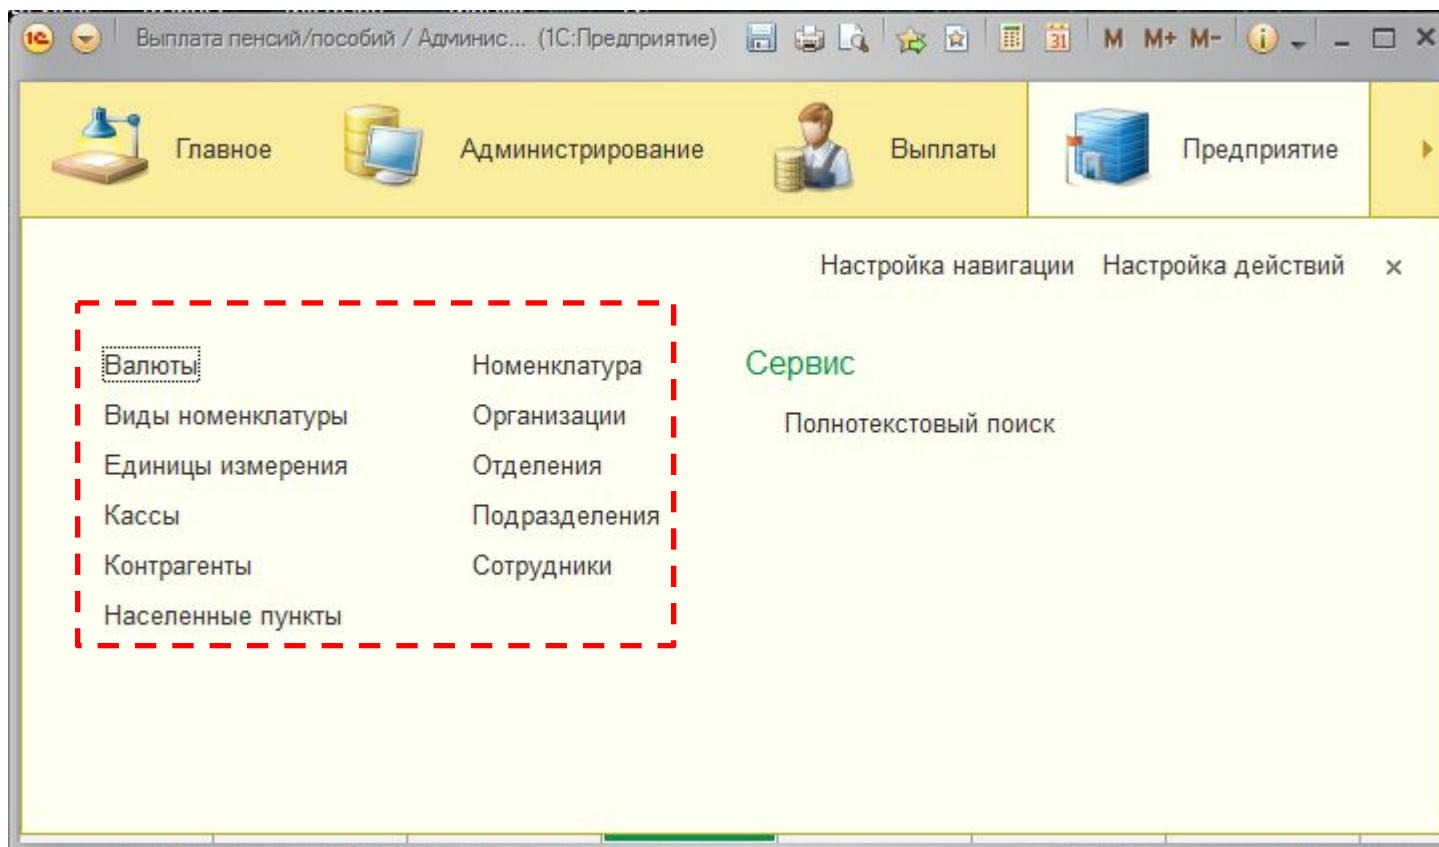 Выплата пенсий/пособий / Админис... (1С:Предприятие) 31 M M+ M-
Главное Администрирование Выплаты Предприятие
Настройка навигации Настройка действий
Валюты Номенклатура Сервис
Виды номенклатуры Организации Полнотекстовый поиск
Единицы измерения Отделения
Кассы Подразделения
Контрагенты Сотрудники
Населенные пункты